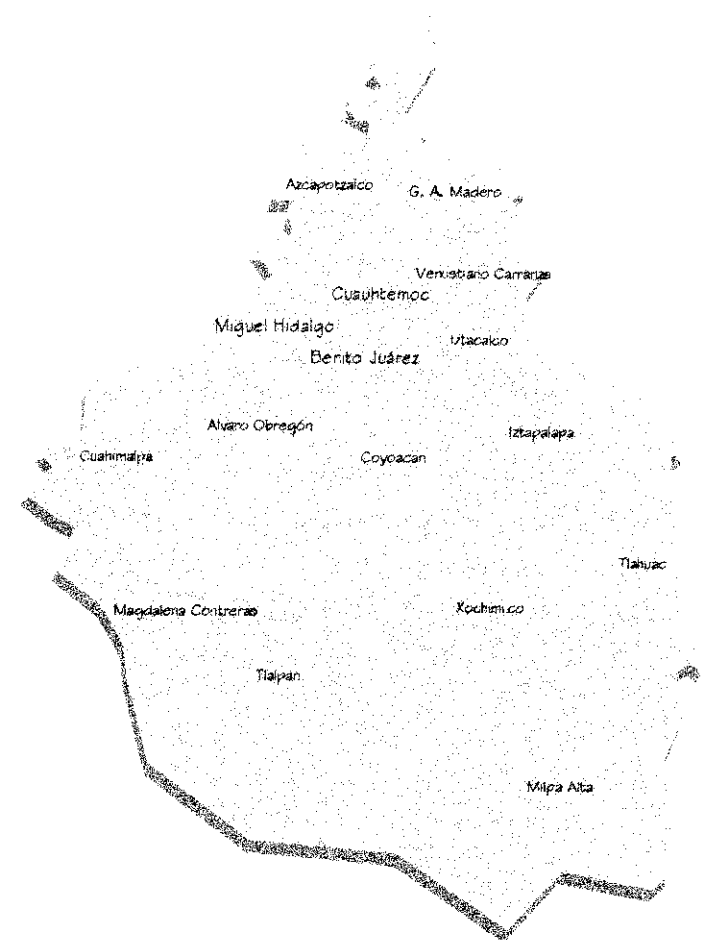 Azcapotzalco
G. A. Madero
Venustiano Carranza
Cuauhtemoc
Miguel Hidalgo
Iztacalco
Benito Juárez
Alvaro Obregón
Iztapalapa
Cuahimalpa
Coyoacan
Tlahuac
Magdalena Contreras
Xochimilco
Tlalpan
Milpa Alta